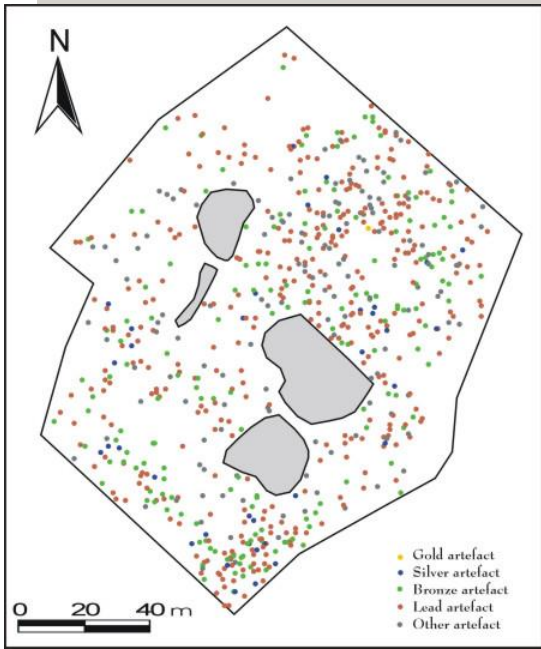 N
Gold artefact
Silver artefact
Bronze artefact
Lead artefact
Other artefact
0 20 40 m